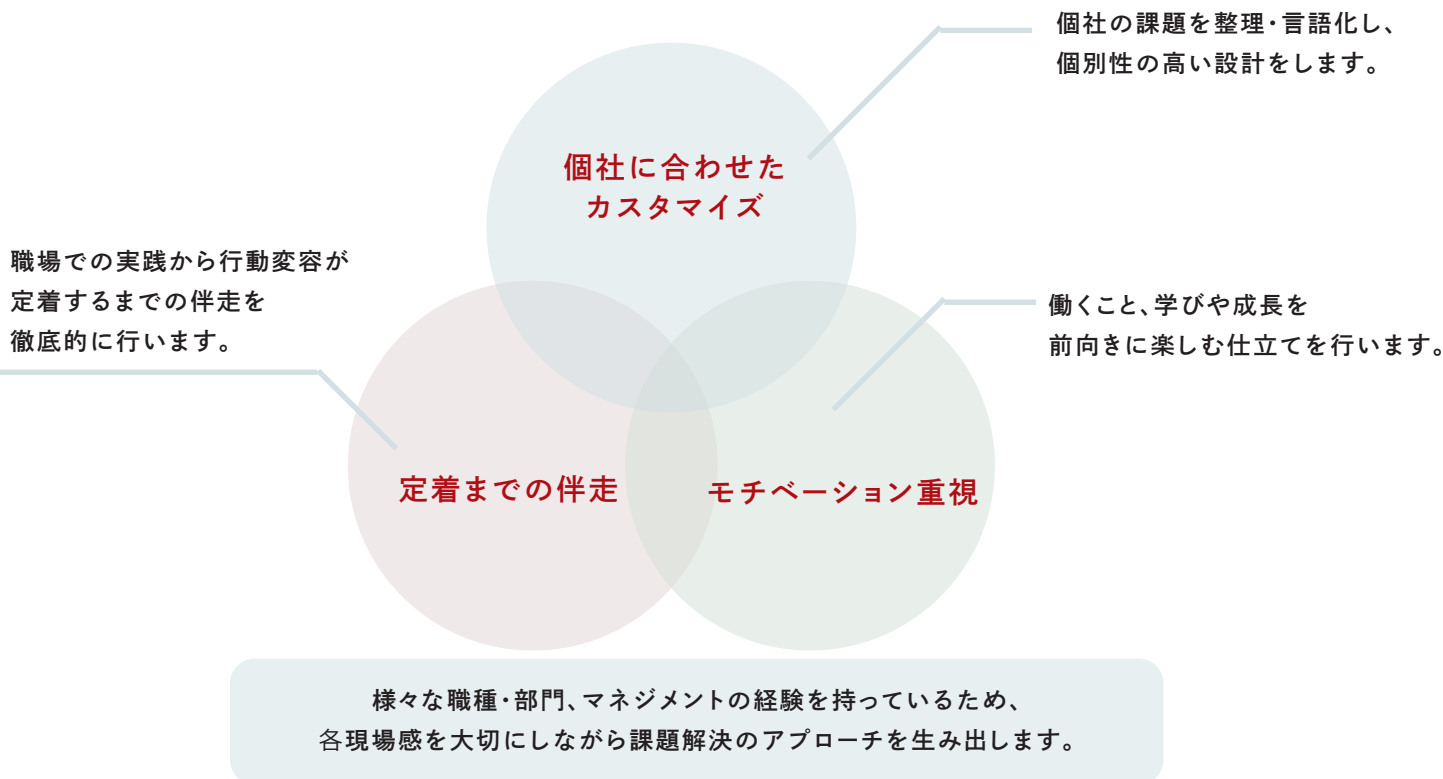 個社の課題を整理・言語化し、
個別性の高い設計をします。
個社に合わせた
カスタマイズ
職場での実践から行動変容が
定着するまでの伴走を
徹底的に行います。
働くこと、学びや成長を
前向きに楽しむ仕立てを行います。
定着までの伴走
モチベーション重視
様々な職種・部門、マネジメントの経験を持っているため、
各現場感を大切にしながら課題解決のアプローチを生み出します。